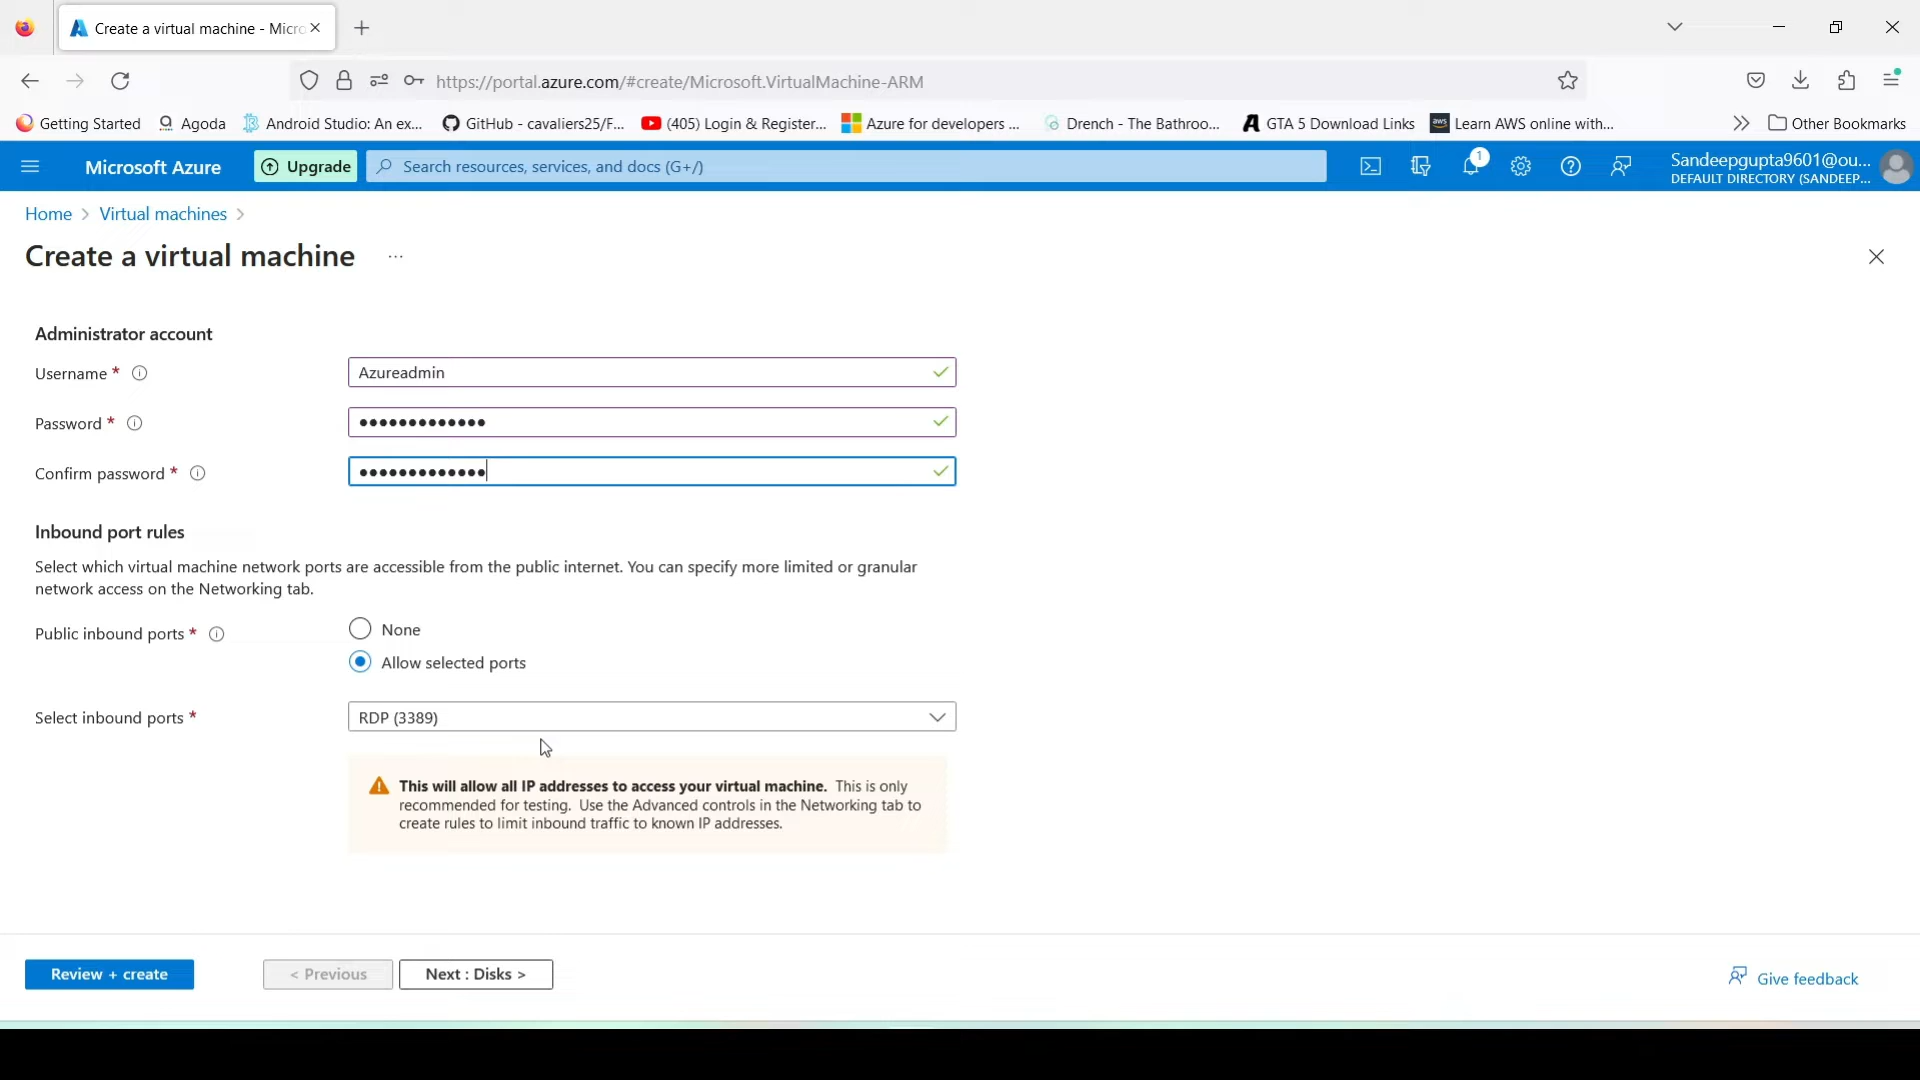 Create a virtual machine - Micro
https://portal.azure.com/#create/Microsoft.VirtualMachine-ARM
Getting Started Agoda Android Studio: An ex... GitHub - cavaliers25/F... (405) Login & Register... Azure for developers ... Drench - The Bathroo... GTA 5 Download Links aws Learn AWS online with... Other Bookmarks
Microsoft Azure Upgrade Search resources, services, and docs (G+/) 1 Sandeepgupta9601@ou...
DEFAULT DIRECTORY (SANDEEP...
Home > Virtual machines >
Create a virtual machine ...
Administrator account
Username * Azureadmin
Password * •••••••••••••
Confirm password * •••••••••••••
Inbound port rules
Select which virtual machine network ports are accessible from the public internet. You can specify more limited or granular
network access on the Networking tab.
Public inbound ports * None
Allow selected ports
Select inbound ports * RDP (3389)
This will allow all IP addresses to access your virtual machine. This is only
recommended for testing. Use the Advanced controls in the Networking tab to
create rules to limit inbound traffic to known IP addresses.
Review + create < Previous Next : Disks > Give feedback